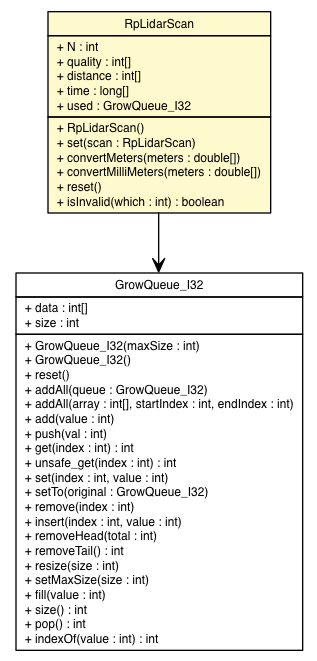 RpLidarScan
+ N : int
+ quality : int[]
+ distance : int[]
+ time : long[]
+ used : GrowQueue_I32
+ RpLidarScan()
+ set(scan : RpLidarScan)
+ convertMeters(meters : double[])
+ convertMilliMeters(meters : double[])
+ reset()
+ isInvalid(which : int) : boolean
GrowQueue_I32
+ data : int[]
+ size : int
+ GrowQueue_I32(maxSize : int)
+ GrowQueue_I32()
+ reset()
+ addAll(queue : GrowQueue_I32)
+ addAll(array : int[], startIndex : int, endIndex : int)
+ add(value : int)
+ push(val : int)
+ get(index : int) : int
+ unsafe_get(index : int) : int
+ set(index : int, value : int)
+ setTo(original : GrowQueue_I32)
+ remove(index : int)
+ insert(index : int, value : int)
+ removeHead(total : int)
+ removeTail() : int
+ resize(size : int)
+ setMaxSize(size : int)
+ fill(value : int)
+ size() : int
+ pop() : int
+ indexOf(value : int) : int